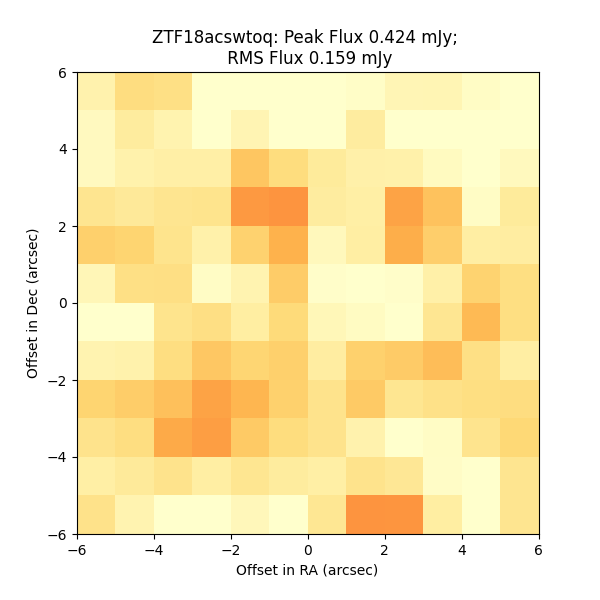 ZTF18acswtoq: Peak Flux 0.424 mJy;
RMS Flux 0.159 mJy
6
4
2
0
−2
−4
−6
Offset in Dec (arcsec)
−6 −4 −2 0 2 4 6
Offset in RA (arcsec)